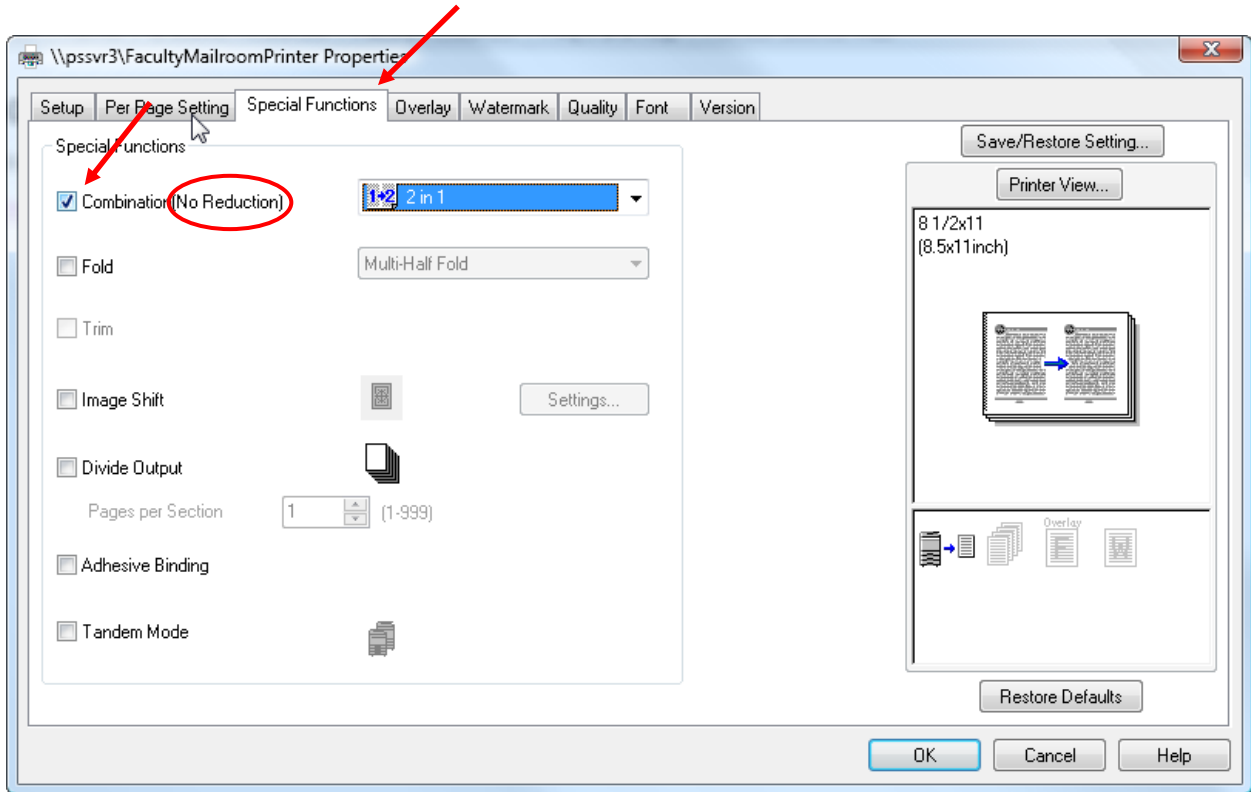 \\pssvr3\FacultyMailroomPrinter Properties
Setup Per Page Setting Special Functions Overlay Watermark Quality Font Version
Special Functions
Combination(No Reduction)
1 2 2 in 1
Fold
Multi-Half Fold
Trim
Image Shift
Settings...
Divide Output
Pages per Section 1 (1-999)
Adhesive Binding
Tandem Mode
Save/Restore Setting...
Printer View...
8 1/2x11
(8.5x11inch)
Overlay
F W
Restore Defaults
OK Cancel Help